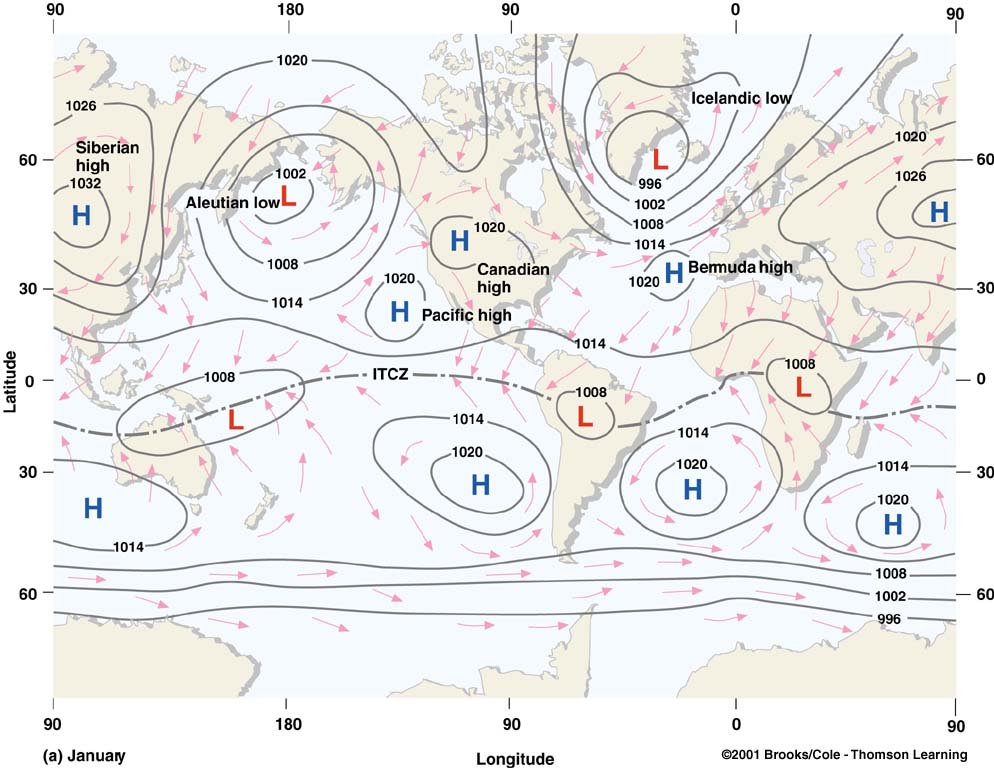 90 180 90 0 90
1020
1026
Icelandic low
Siberian
high
1020
60
60
1002
1026
1032
996
Aleutian low L
L
H
H
1002
1008
1020
H
1014
1008
Canadian
high
1020
H Bermuda high
1020
30
30
1014
H Pacific high
1014
1008
ITCZ
1008
0
0
L
1008
L
L
Latitude
1014
1014
30
1020
1020
1014
30
H
H
H
1020
H
1014
1008
60
1002
60
996
90 180 90 0 90
(a) January
Longitude
©2001 Brooks/Cole - Thomson Learning